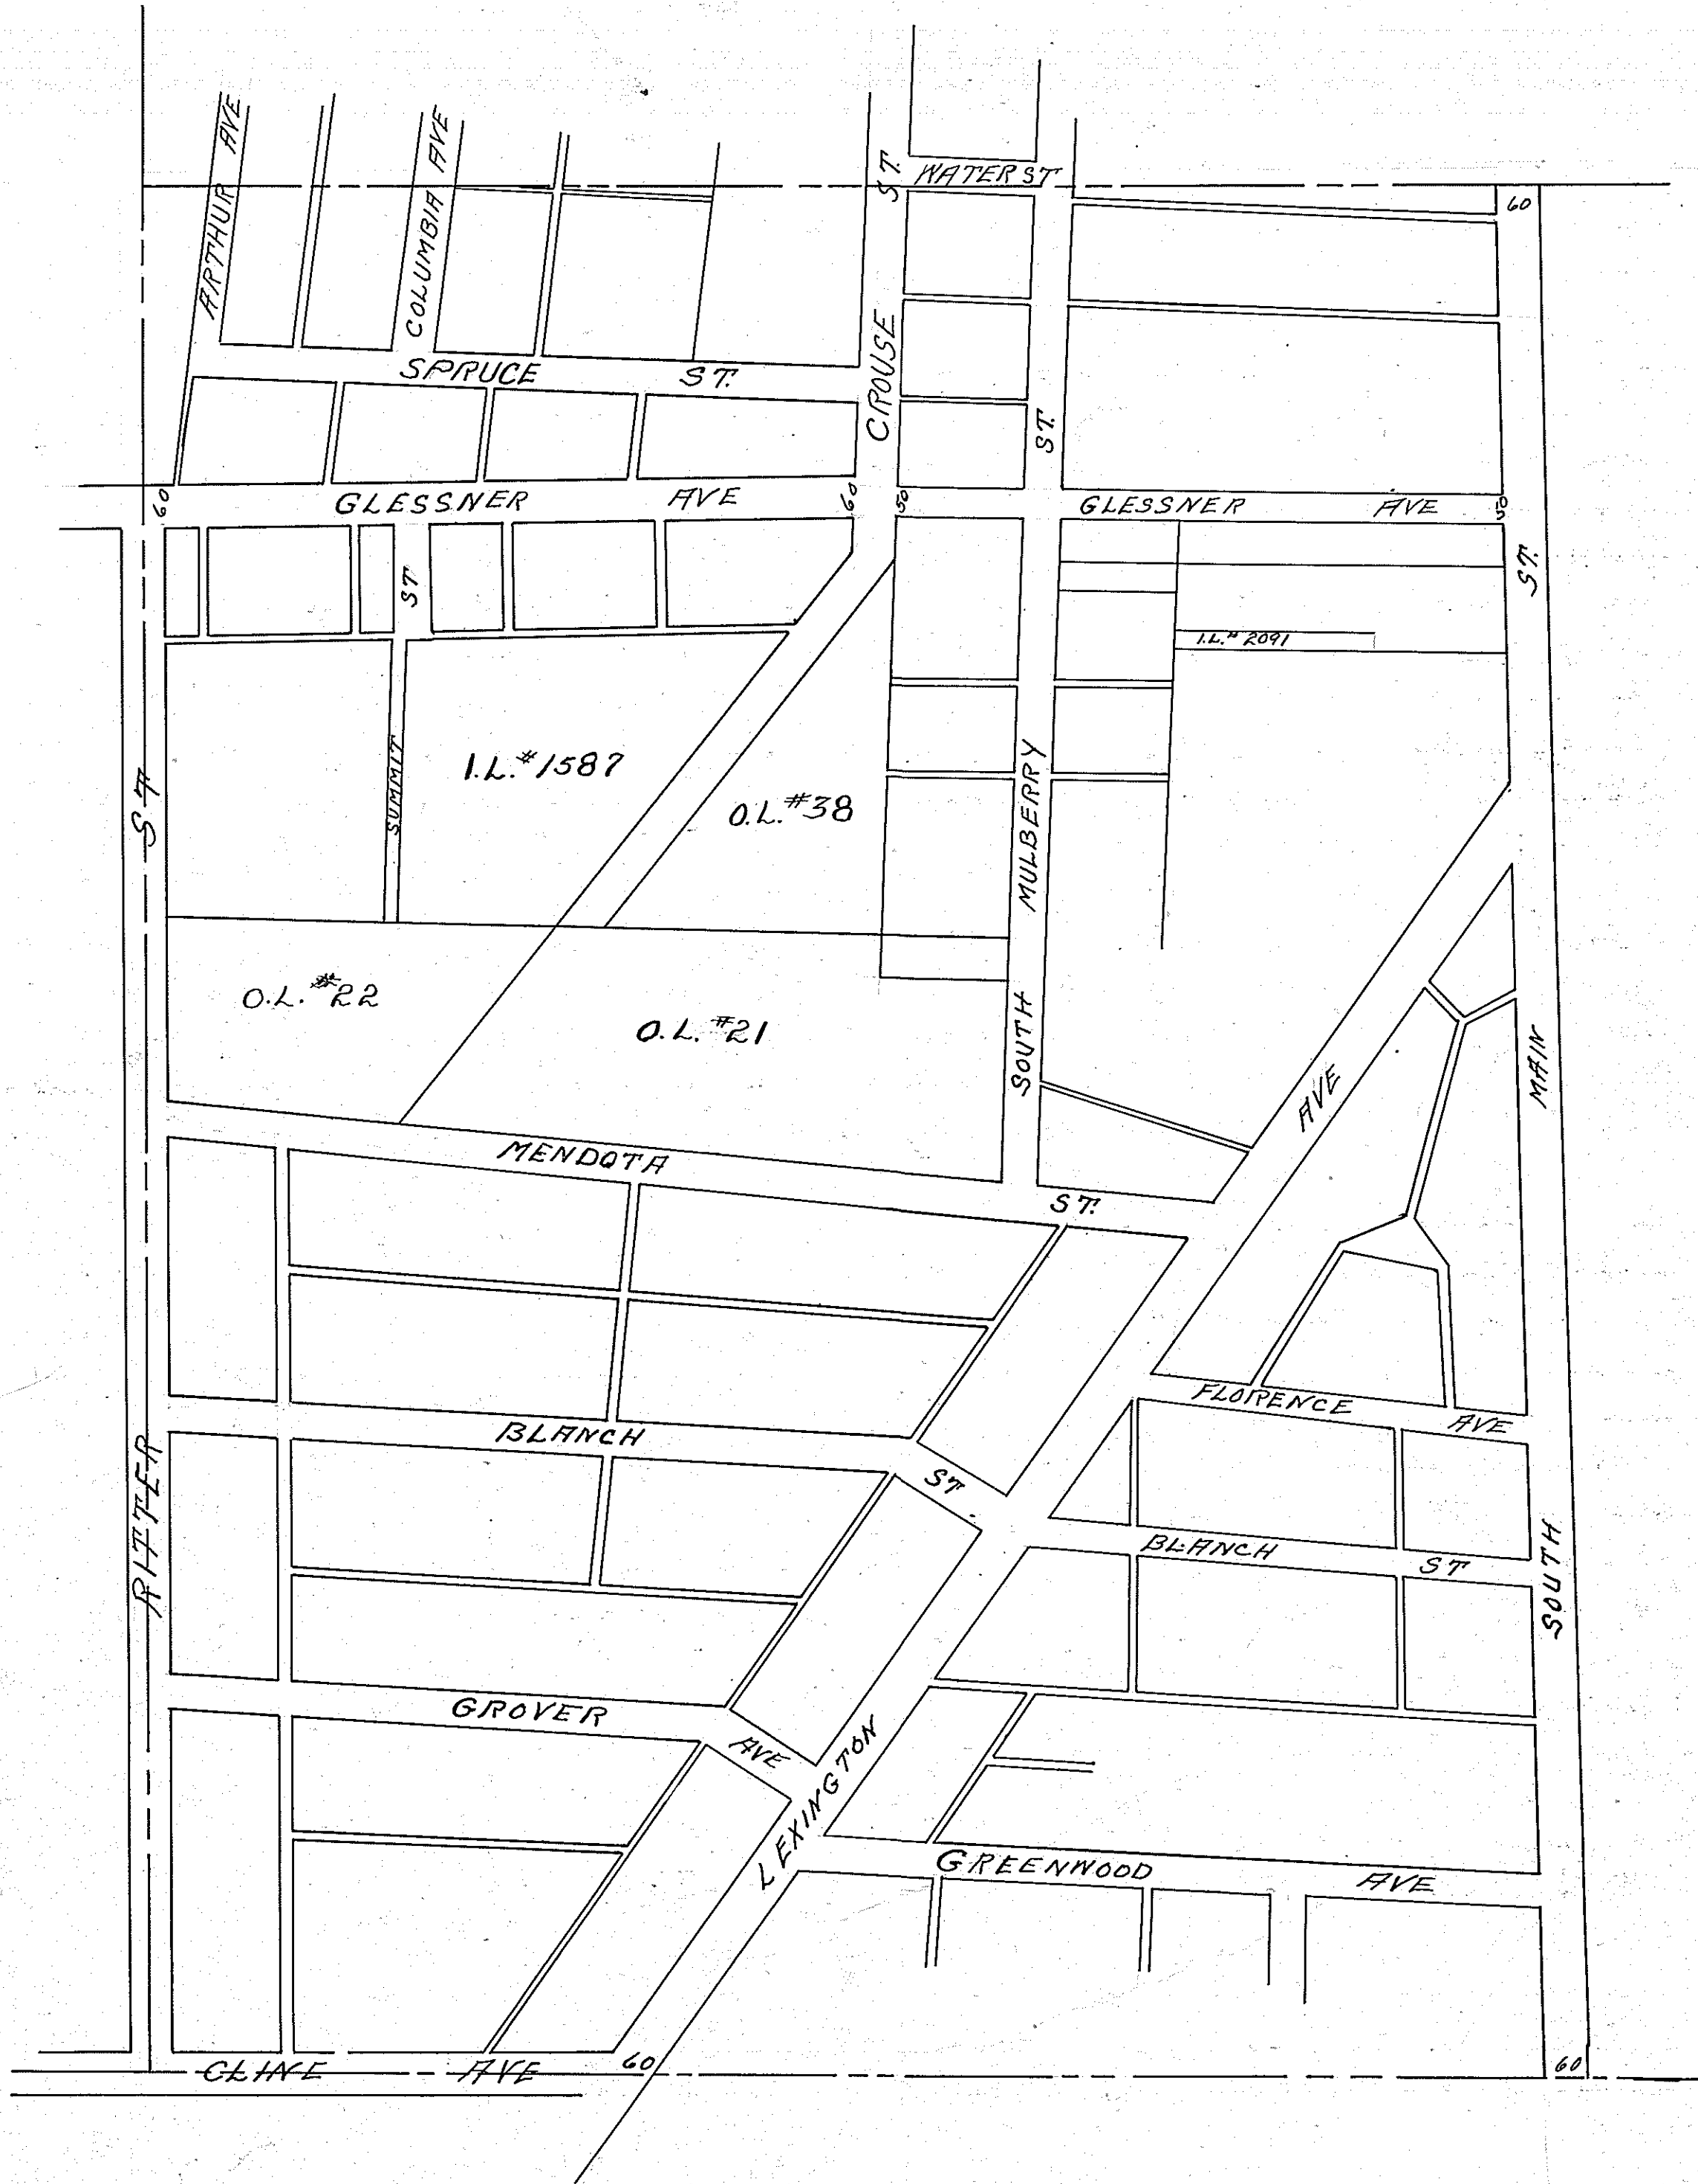 ARTHUR AVE
COLUMBIA AVE
CROUSE ST.
WATER ST
60
SPRUCE ST.
ST.
60
GLESSNER AVE
60
50
GLESSNER AVE
50
ST
SUMMIT
I.L.#1587
O.L.#38
I.L.# 2091
ST.
ST
SOUTH MULBERRY
O.L.#22
O.L.#21
AVE
MAIN
MENDOTA ST.
FLORENCE AVE
BLANCH ST
BLANCH ST
RITTER
SOUTH
GROVER AVE
LEXINGTON
GREENWOOD AVE
CLINE AVE
60
60